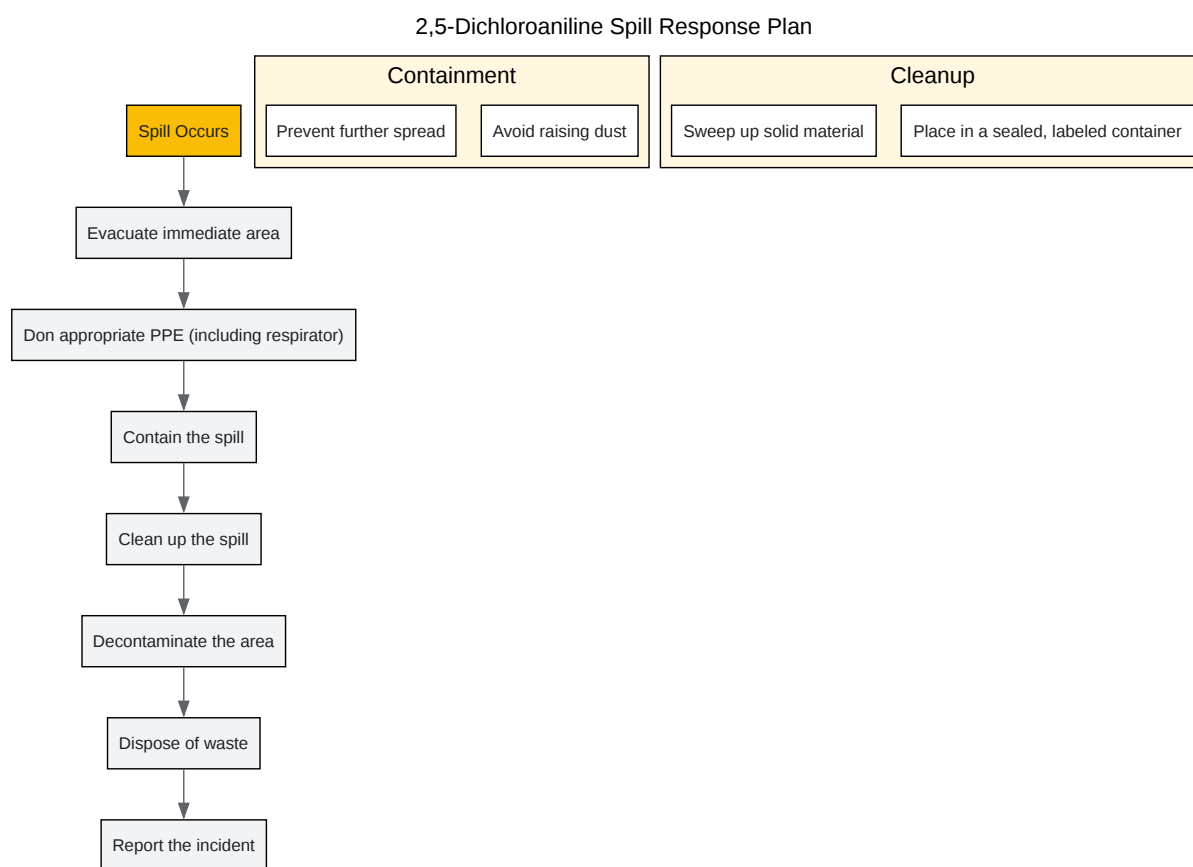 2,5-Dichloroaniline Spill Response Plan
Containment
Cleanup
Spill Occurs
Prevent further spread
Avoid raising dust
Sweep up solid material
Place in a sealed, labeled container
Evacuate immediate area
Don appropriate PPE (including respirator)
Contain the spill
Clean up the spill
Decontaminate the area
Dispose of waste
Report the incident